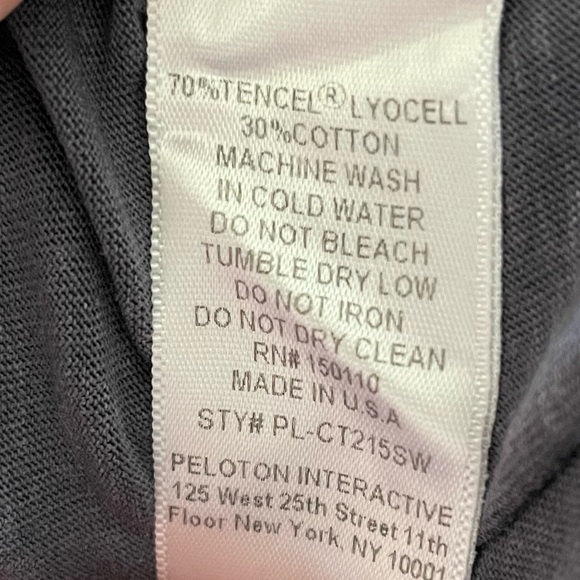 70%TENCEL® LYOCELL
30%COTTON
MACHINE WASH
IN COLD WATER
DO NOT BLEACH
TUMBLE DRY LOW
DO NOT IRON
DO NOT DRY CLEAN
RN# 150110
MADE IN U.S.A
STY# PL-CT215SW
PELOTON INTERACTIVE
125 West 25th Street 11th
Floor New York, NY 10001